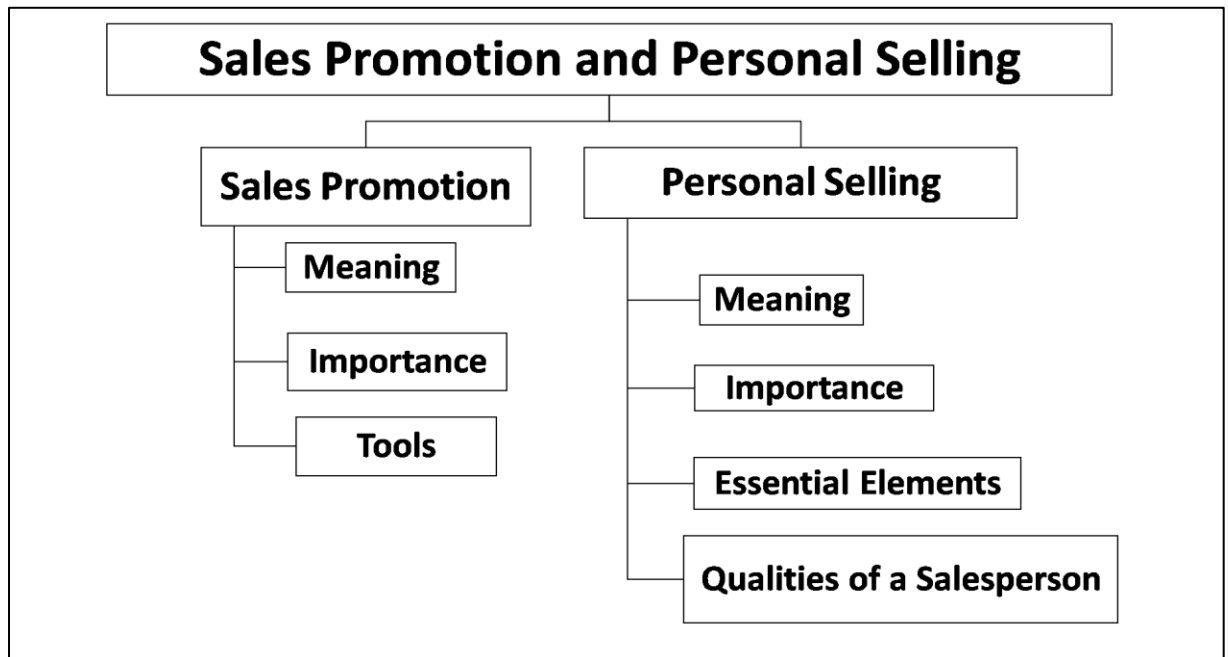 Sales Promotion and Personal Selling
Sales Promotion
Meaning
Importance
Tools
Personal Selling
Meaning
Importance
Essential Elements
Qualities of a Salesperson